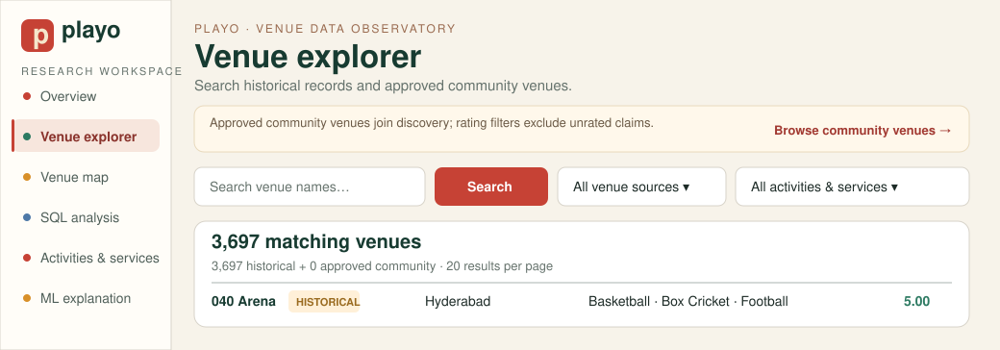 p playo
RESEARCH WORKSPACE
Overview
Venue explorer
Venue map
SQL analysis
Activities & services
ML explanation
PLAYO · VENUE DATA OBSERVATORY
Venue explorer
Search historical records and approved community venues.
Approved community venues join discovery; rating filters exclude unrated claims.
Browse community venues →
Search venue names… Search All venue sources ▾ All activities & services ▾
3,697 matching venues
3,697 historical + 0 approved community · 20 results per page
040 Arena HISTORICAL Hyderabad Basketball · Box Cricket · Football 5.00